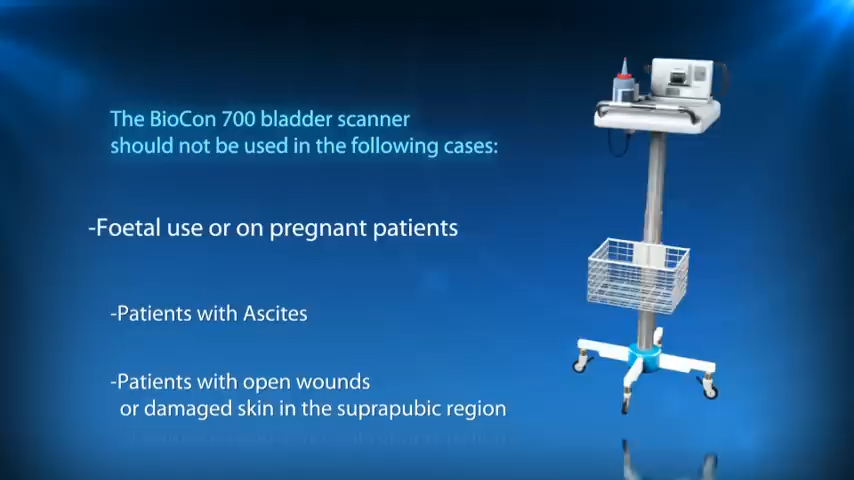 The BioCon 700 bladder scanner
should not be used in the following cases:
-Foetal use or on pregnant patients
-Patients with Ascites
-Patients with open wounds
or damaged skin in the suprapubic region